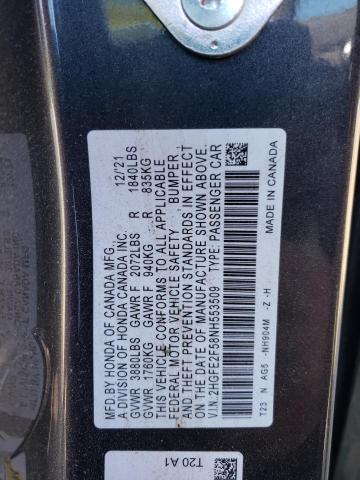 MFD. BY HONDA OF CANADA MFG. 12/21
A DIVISION OF HONDA CANADA INC.
GVWR 3880LBS GAWR F 2072LBS R 1840LBS
GVWR 1760KG GAWR F 940KG R 835KG
THIS VEHICLE CONFORMS TO ALL APPLICABLE
FEDERAL MOTOR VEHICLE SAFETY BUMPER,
AND THEFT PREVENTION STANDARDS IN EFFECT
ON THE DATE OF MANUFACTURE SHOWN ABOVE.
V.I.N: 2HGFE2F58NH553509 TYPE: PASSENGER CAR
T23 N AG5 -NH904M -Z -H MADE IN CANADA
T20 A1